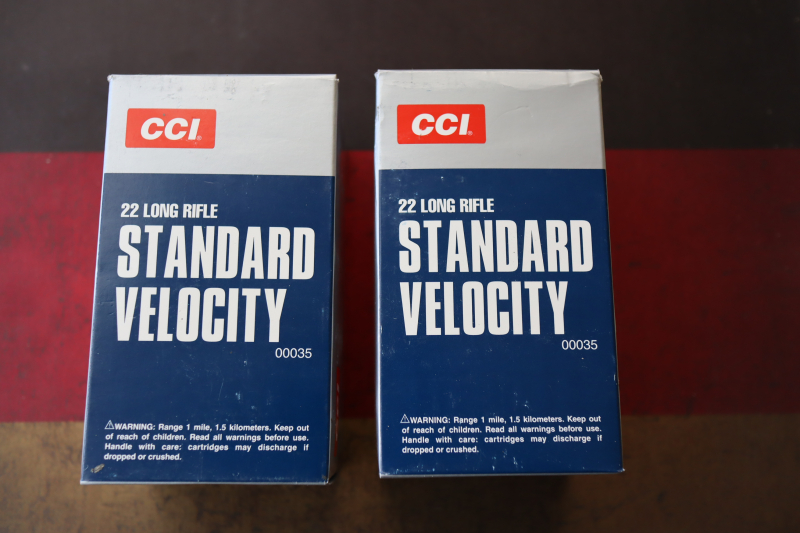 CCI
22 LONG RIFLE
STANDARD
VELOCITY
00035
⚠WARNING: Range 1 mile, 1.5 kilometers. Keep out
of reach of children. Read all warnings before use.
Handle with care: cartridges may discharge if
dropped or crushed.
CCI
22 LONG RIFLE
STANDARD
VELOCITY
00035
⚠WARNING: Range 1 mile, 1.5 kilometers. Keep out
of reach of children. Read all warnings before use.
Handle with care: cartridges may discharge if
dropped or crushed.